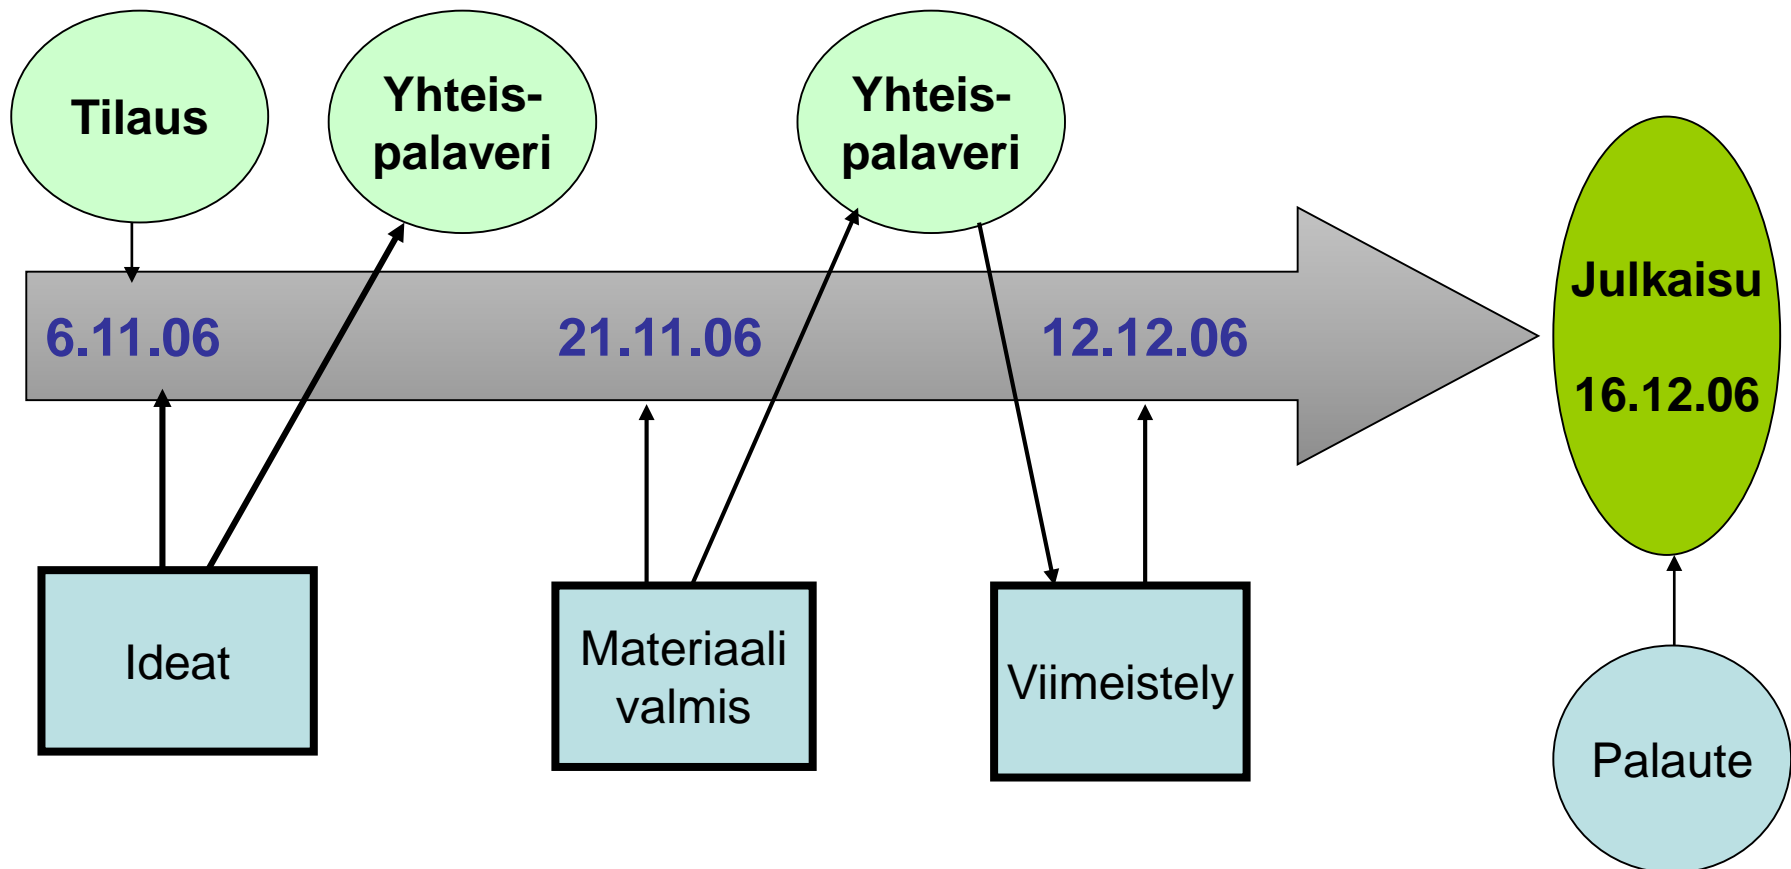 Tilaus
Yhteis-
palaveri
Yhteis-
palaveri
6.11.06
21.11.06
12.12.06
Julkaisu
16.12.06
Ideat
Materiaali
valmis
Viimeistely
Palaute